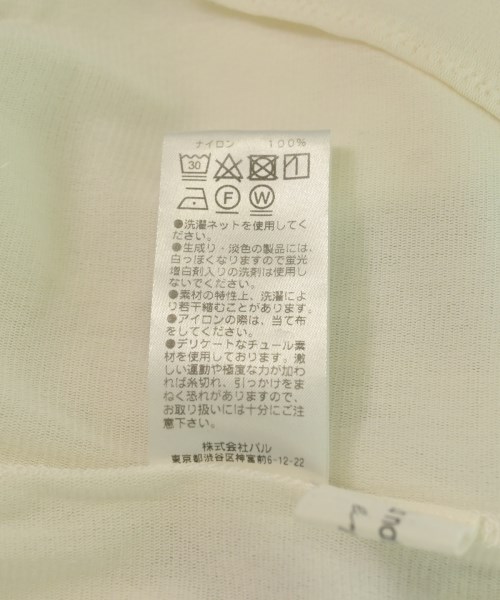 ナイロン 100%
30
F W
●洗濯ネットを使用してく
ださい。
●生成り・淡色の製品には、
白っぽくなりますので蛍光
増白剤入りの洗剤は使用し
ないでください。
●素材の特性上、洗濯によ
り若干縮むことがあります。
●アイロンの際は、当て布
をしてください。
●デリケートなチュール素
材を使用しております。激
しい運動や極度な力が加わ
れば糸切れ、引っかけをま
ねく恐れがありますので、
お取り扱いには十分にご注
意下さい。
株式会社パル
東京都渋谷区神宮前6-12-22